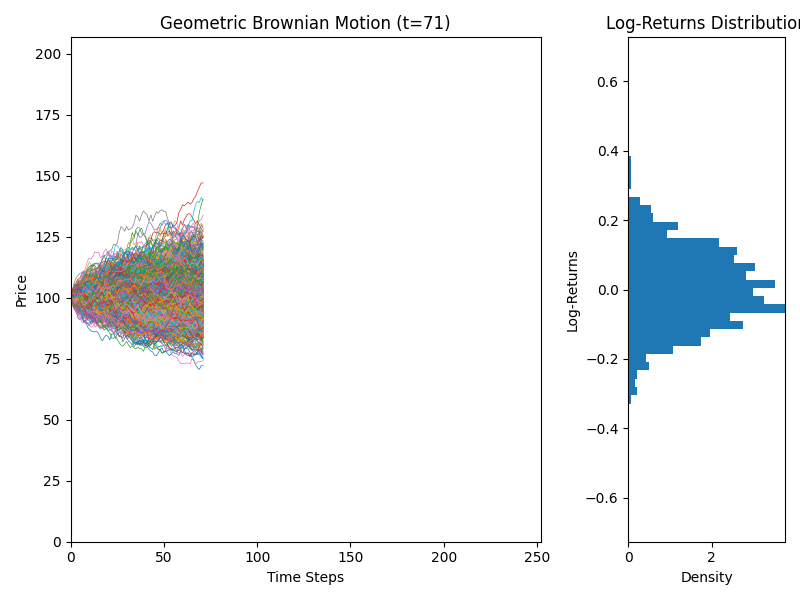 Geometric Brownian Motion (t=71)
Price
200
175
150
125
100
75
50
25
0
0 50 100 150 200 250
Time Steps
Log-Returns Distribution
Log-Returns
0.6
0.4
0.2
0.0
−0.2
−0.4
−0.6
0 2
Density